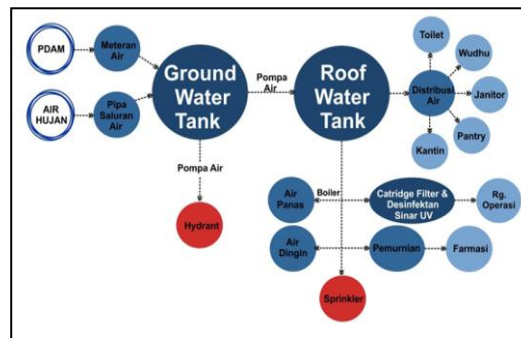 PDAM
Meteran
Air
AIR
HUJAN
Pipa
Saluran
Air
Ground
Water
Tank
Pompa
Air
Roof
Water
Tank
Toilet
Wudhu
Distribusi
Air
Janitor
Pantry
Kantin
Pompa Air
Hydrant
Air
Panas
Boiler
Catridge Filter &
Desinfektan
Sinar UV
Rg.
Operasi
Air
Dingin
Pemurnian
Farmasi
Sprinkler